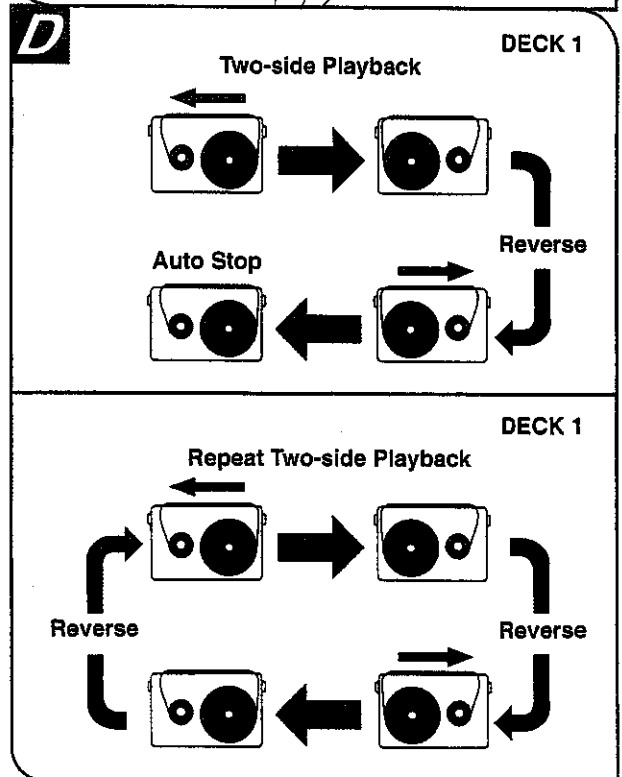 D
DECK 1
Two-side Playback
Reverse
Auto Stop
DECK 1
Repeat Two-side Playback
Reverse
Reverse